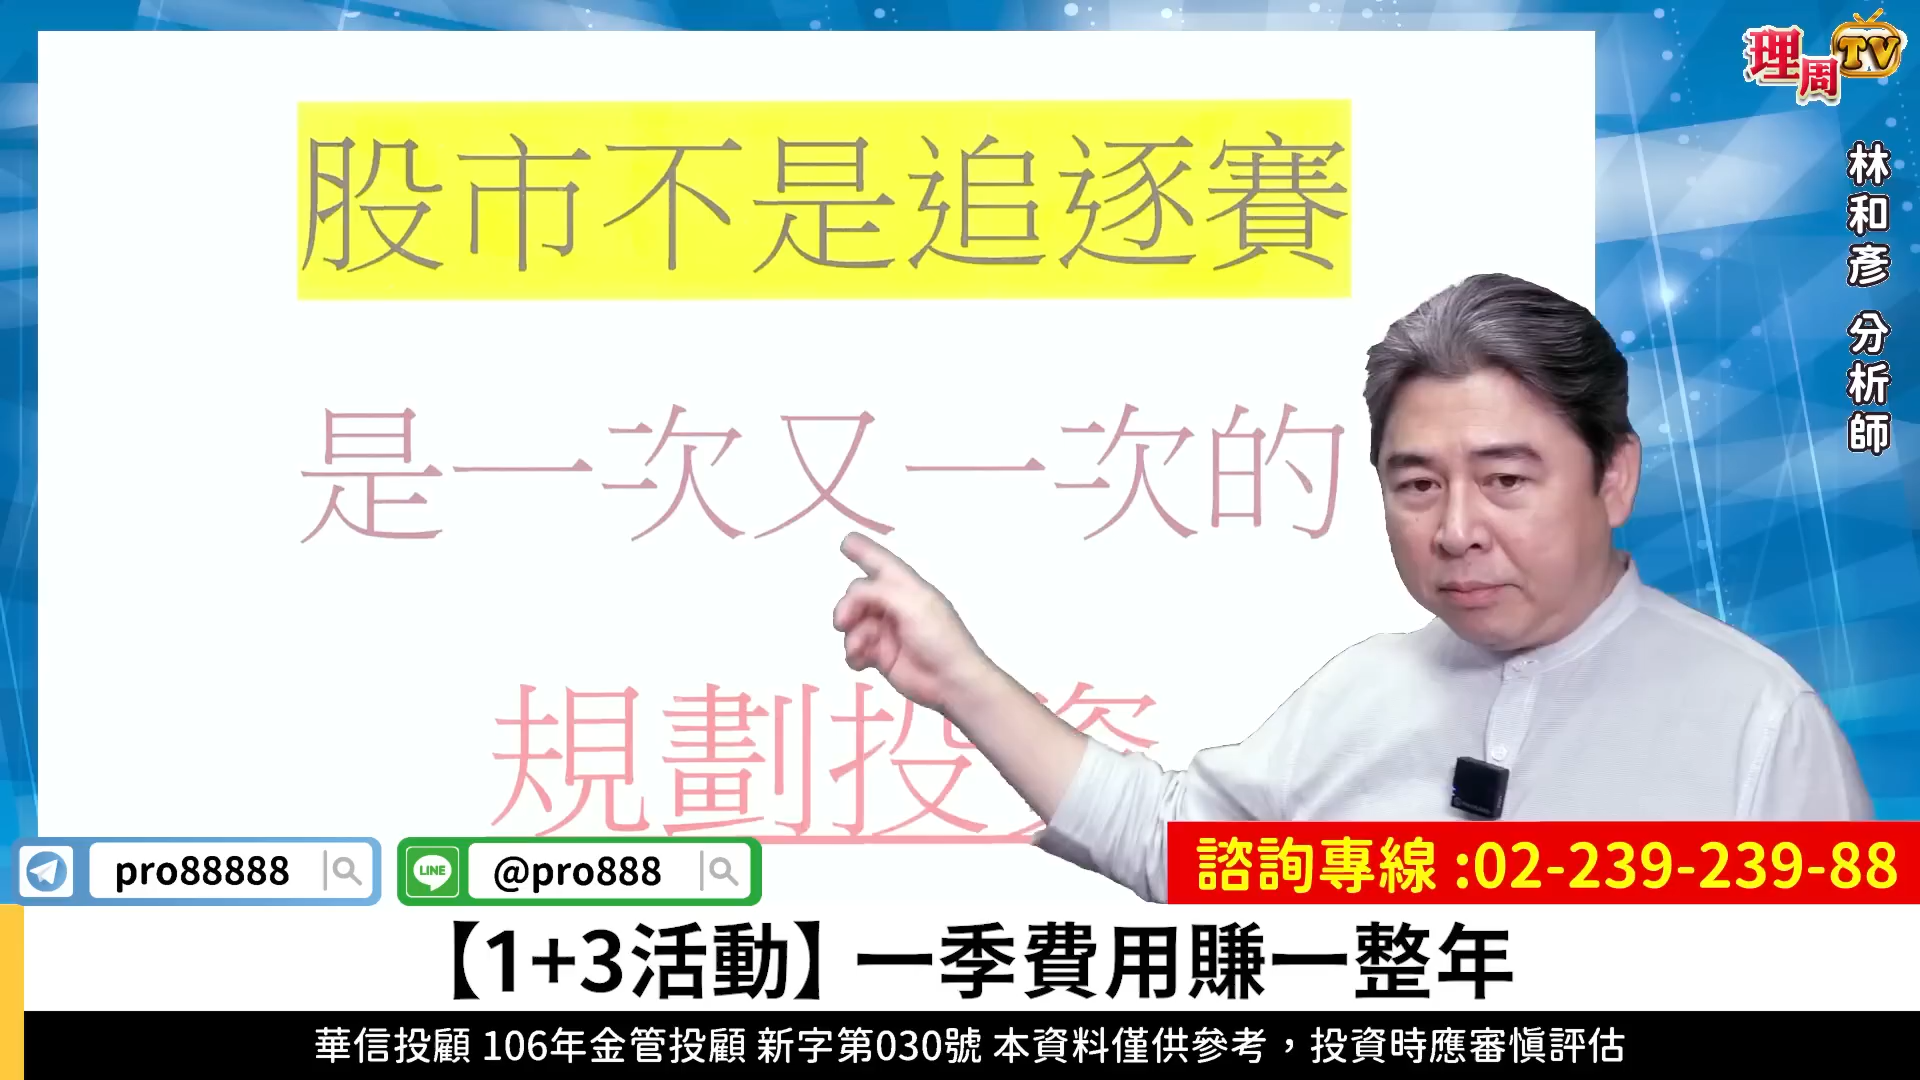 股市不是追逐賽
是一次又一次的
規劃投資
理周TV
林和彥 分析師
pro88888
LINE
@pro888
諮詢專線 :02-239-239-88
【1+3活動】一季費用賺一整年
華信投顧 106年金管投顧 新字第030號 本資料僅供參考，投資時應審慎評估